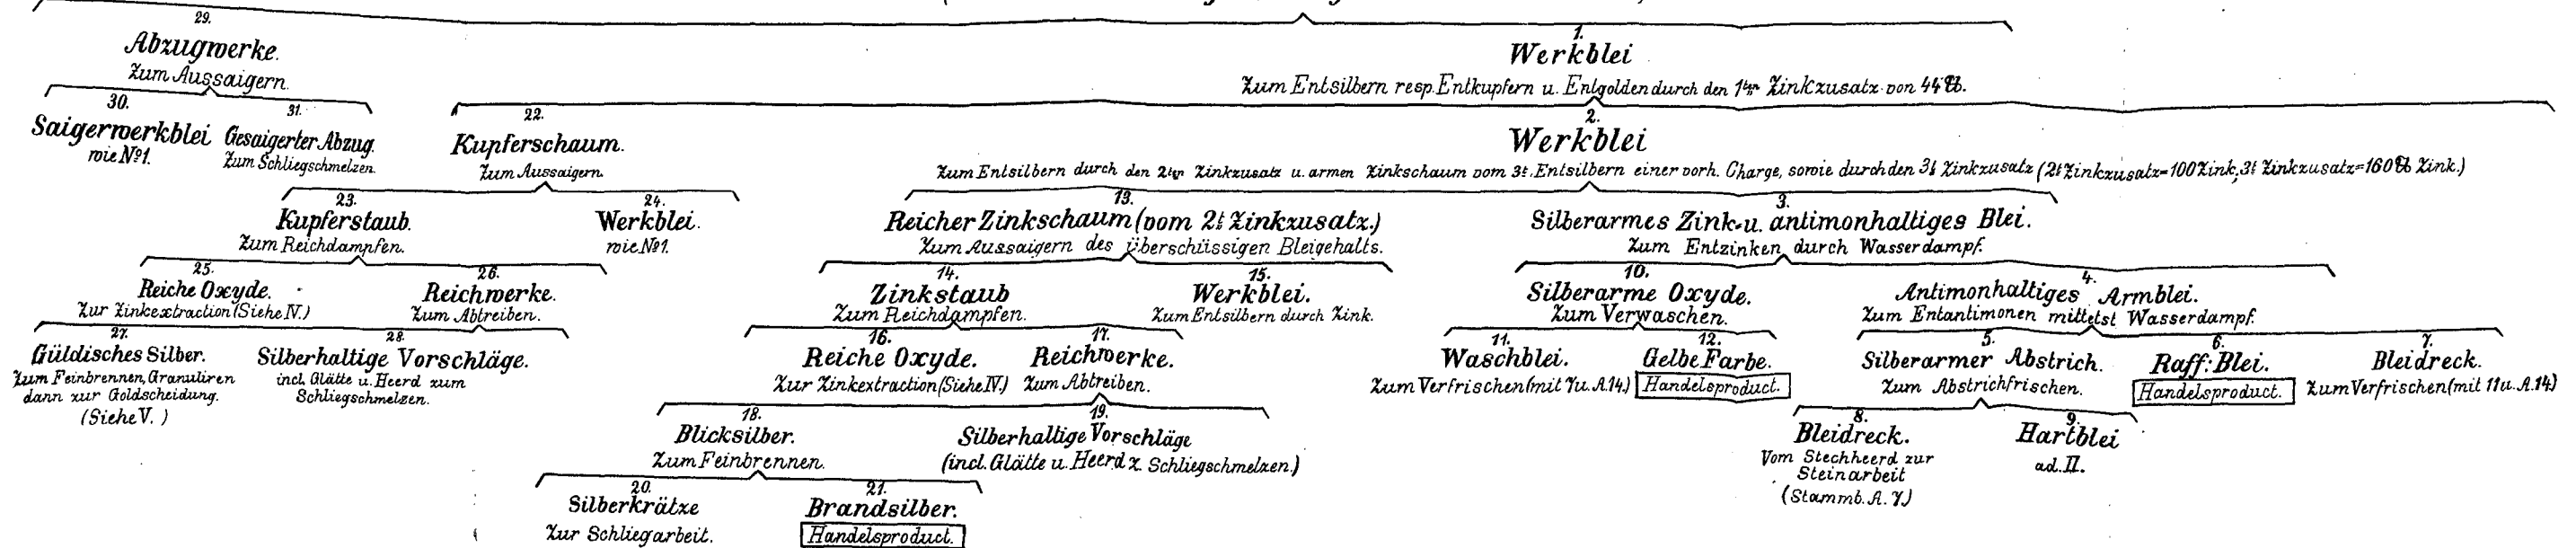 29.
Abzugwerke.
Zum Aussaigern.
1.
Werkblei
Zum Entsilbern resp. Entkupfern u. Entgolden durch den 1ten Zinkzusatz von 44 ℔.
30.
Saigerwerkblei
wie No1.
31.
Gesaigerter Abzug.
Zum Schliegschmelzen.
22.
Kupferschaum.
Zum Aussaigern.
2.
Werkblei
Zum Entsilbern durch den 2ten Zinkzusatz u. armen Zinkschaum vom 3t. Entsilbern einer vorh. Charge, sowie durch den 3t Zinkzusatz (2t Zinkzusatz=100 Zink, 3t Zinkzusatz=160 ℔ Zink.)
23.
Kupferstaub.
Zum Reichdampfen.
24.
Werkblei.
wie No1.
13.
Reicher Zinkschaum (vom 2t Zinkzusatz.)
Zum Aussaigern des überschüssigen Bleigehalts.
3.
Silberarmes Zink- u. antimonhaltiges Blei.
Zum Entzinken durch Wasserdampf.
25.
Reiche Oxyde.
Zur Zinkextraction (Siehe IV.)
26.
Reichwerke.
Zum Abtreiben.
14.
Zinkstaub
Zum Reichdampfen.
15.
Werkblei.
Zum Entsilbern durch Zink.
10.
Silberarme Oxyde.
Zum Verwaschen.
4.
Antimonhaltiges Armblei.
Zum Entantimonen mittelst Wasserdampf.
27.
Güldisches Silber.
Zum Feinbrennen, Granuliren
dann zur Goldscheidung.
(Siehe V.)
28.
Silberhaltige Vorschläge.
incl. Glätte u. Heerd zum
Schliegschmelzen.
16.
Reiche Oxyde.
Zur Zinkextraction (Siehe IV.)
17.
Reichwerke.
Zum Abtreiben.
11.
Waschblei.
Zum Verfrischen (mit 7 u. A. 14.)
12.
Gelbe Farbe.
Handelsproduct.
5.
Silberarmer Abstrich.
Zum Abstrichfrischen.
6.
Raff: Blei.
Handelsproduct.
7.
Bleidreck.
Zum Verfrischen (mit 11 u. A. 14)
18.
Blicksilber.
Zum Feinbrennen.
19.
Silberhaltige Vorschläge
(incl. Glätte u. Heerd z. Schliegschmelzen.)
8.
Bleidreck.
Vom Stechheerd zur
Steinarbeit
(Stammb. A. 7.)
9.
Hartblei
ad. II.
20.
Silberkrätze
Zur Schliegarbeit.
21.
Brandsilber.
Handelsproduct.